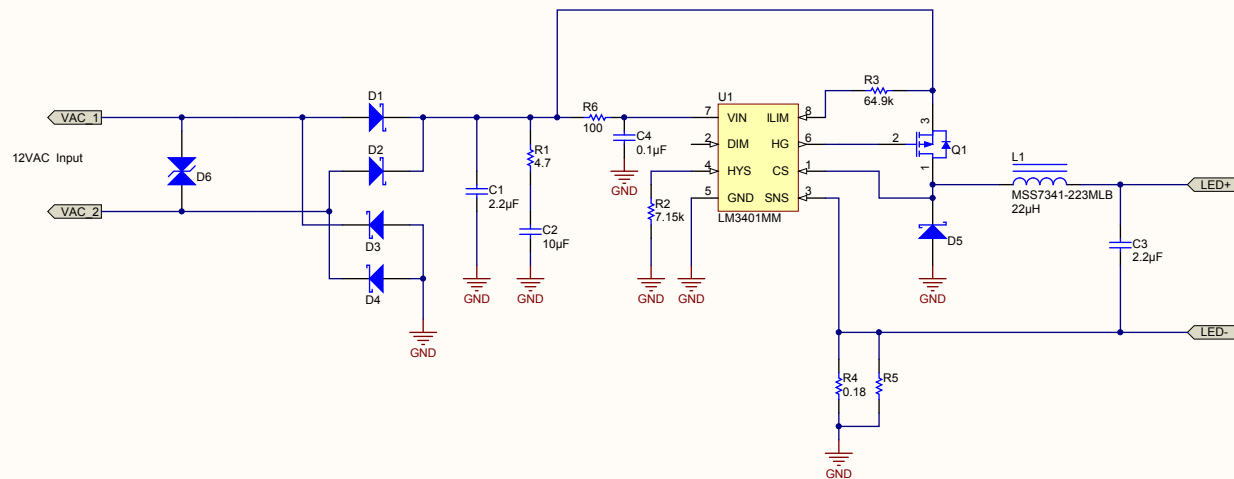 VAC_1
12VAC Input
VAC_2
D6
D1
D2
D3
D4
GND
C1
2.2µF
GND
R1
4.7
C2
10µF
GND
R6
100
C4
0.1µF
GND
R2
7.15k
GND
GND
U1
7 VIN ILIM 8
2 DIM HG 6
4 HYS CS 1
5 GND SNS 3
LM3401MM
R3
64.9k
3
2
Q1
1
D5
GND
L1
MSS7341-223MLB
22µH
LED+
C3
2.2µF
LED-
R4
0.18
R5
GND